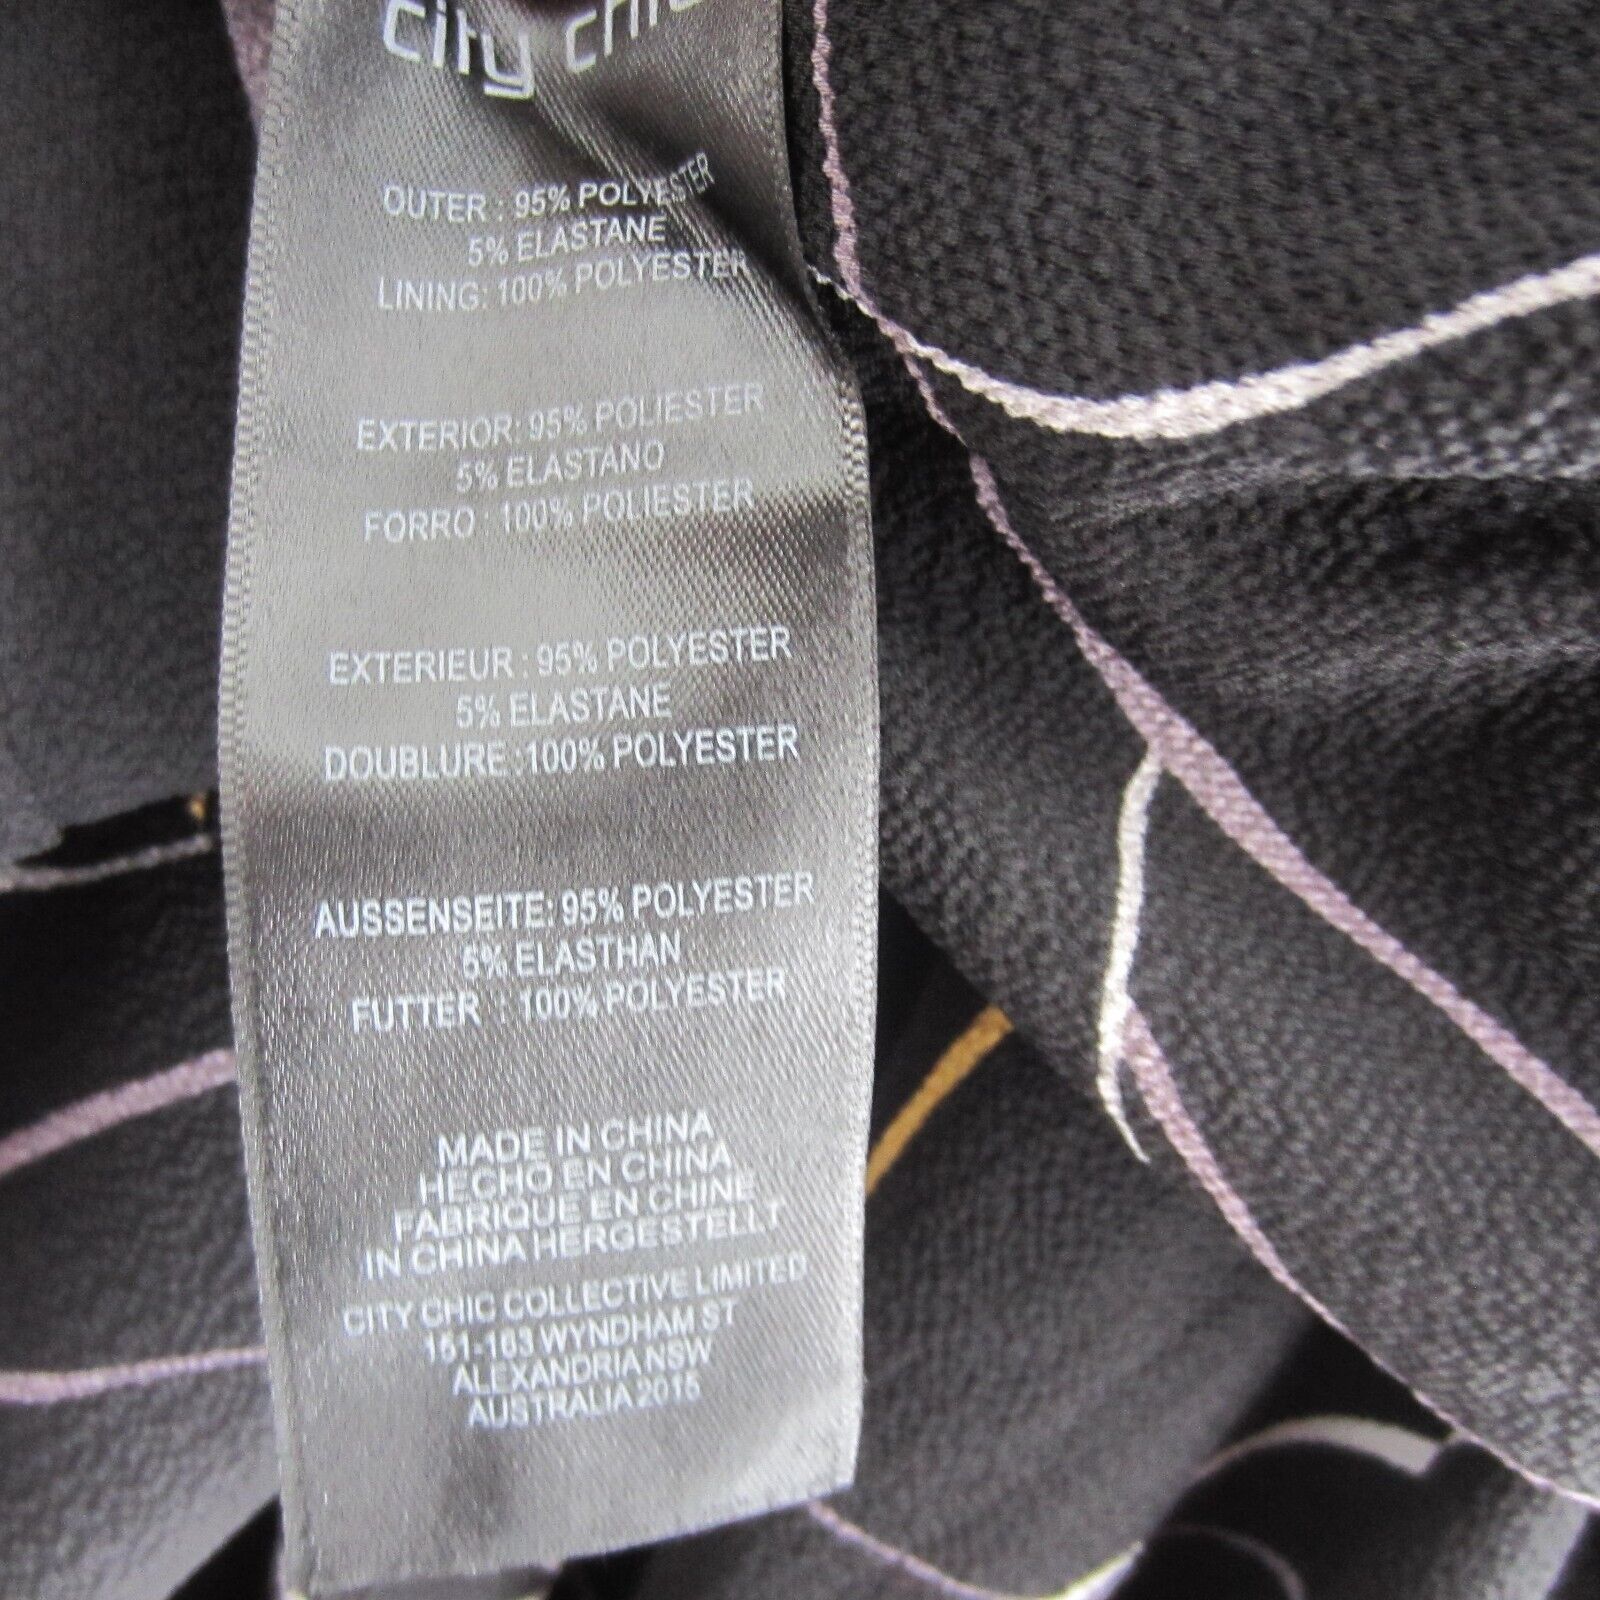 city chic
OUTER : 95% POLYESTER
5% ELASTANE
LINING: 100% POLYESTER
EXTERIOR: 95% POLIESTER
5% ELASTANO
FORRO : 100% POLIESTER
EXTERIEUR : 95% POLYESTER
5% ELASTANE
DOUBLURE :100% POLYESTER
AUSSENSEITE: 95% POLYESTER
5% ELASTHAN
FUTTER : 100% POLYESTER
MADE IN CHINA
HECHO EN CHINA
FABRIQUE EN CHINE
IN CHINA HERGESTELLT
CITY CHIC COLLECTIVE LIMITED
151-163 WYNDHAM ST
ALEXANDRIA NSW
AUSTRALIA 2015